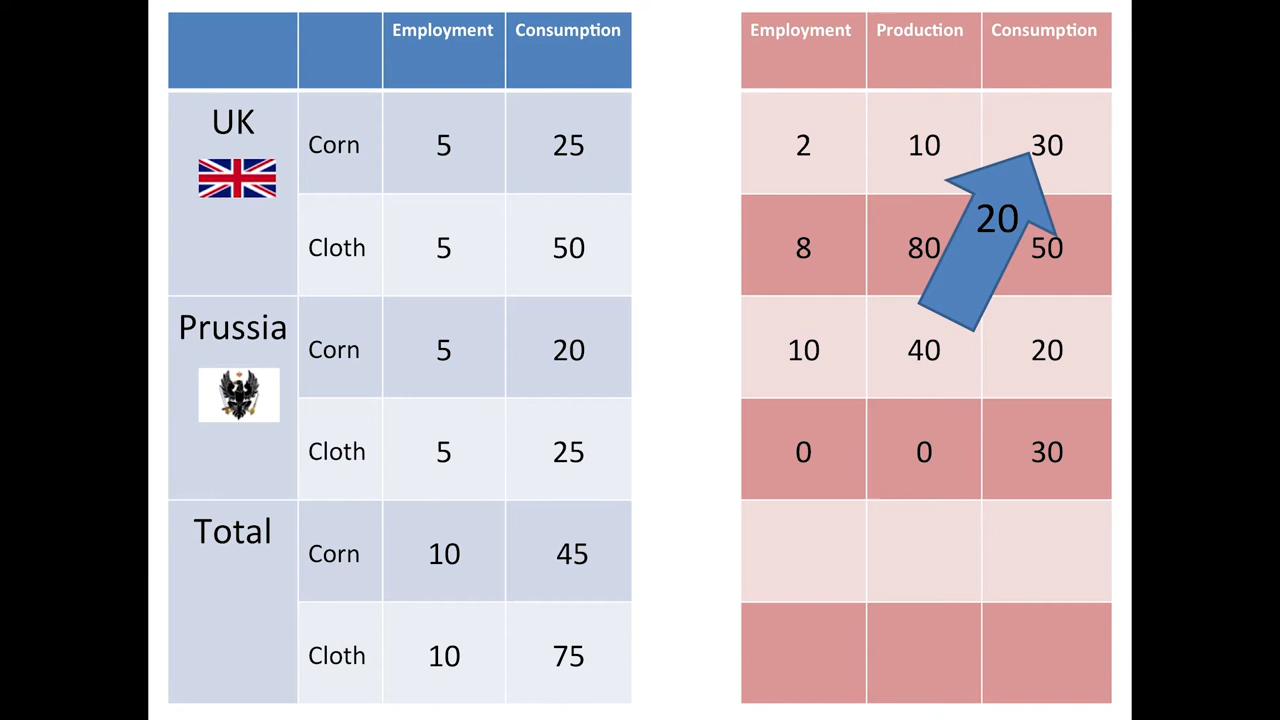 Employment Consumption Employment Production Consumption
UK Corn 5 25 2 10 30
20
Cloth 5 50 8 80 50
Prussia Corn 5 20 10 40 20
Cloth 5 25 0 0 30
Total Corn 10 45
Cloth 10 75